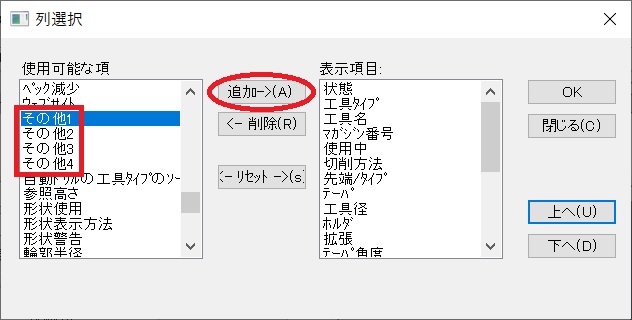 列選択
使用可能な項
ペック減少
ウェブサイト
その他1
その他2
その他3
その他4
自動ドリルの工具タイプのソー
参照高さ
形状使用
形状表示方法
形状警告
輪郭半径
追加->(A)
<- 削除(R)
<- リセット ->(s)
表示項目:
状態
工具タイプ
工具名
マガジン番号
使用中
切削方法
先端/タイプ
テーパ
工具径
ホルダ
拡張
テーパ角度
OK
閉じる(C)
上へ(U)
下へ(D)